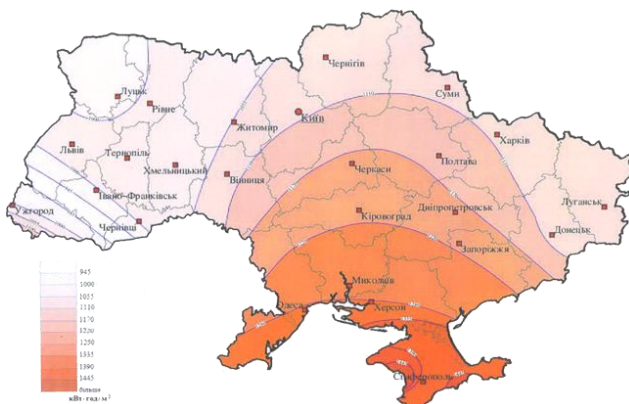 Чернігів
Луцьк
Рівне
Суми
Київ
Житомир
Харків
Львів
Тернопіль
Хмельницький
Вінниця
Черкаси
Полтава
Івано-Франківськ
Луганськ
Ужгород
Чернівці
Кіровоград
Дніпропетровськ
Донецьк
Запоріжжя
Миколаїв
Одеса
Херсон
Сімферополь
945
1000
1055
1110
1170
1220
1250
1335
1390
1445
більше
кВт·год/м²